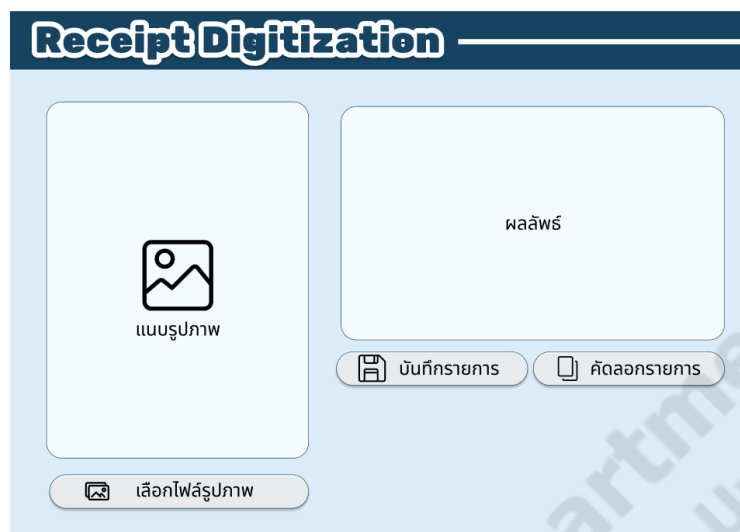 Receipt Digitization
แนบรูปภาพ
เลือกไฟล์รูปภาพ
ผลลัพธ์
บันทึกรายการ
คัดลอกรายการ